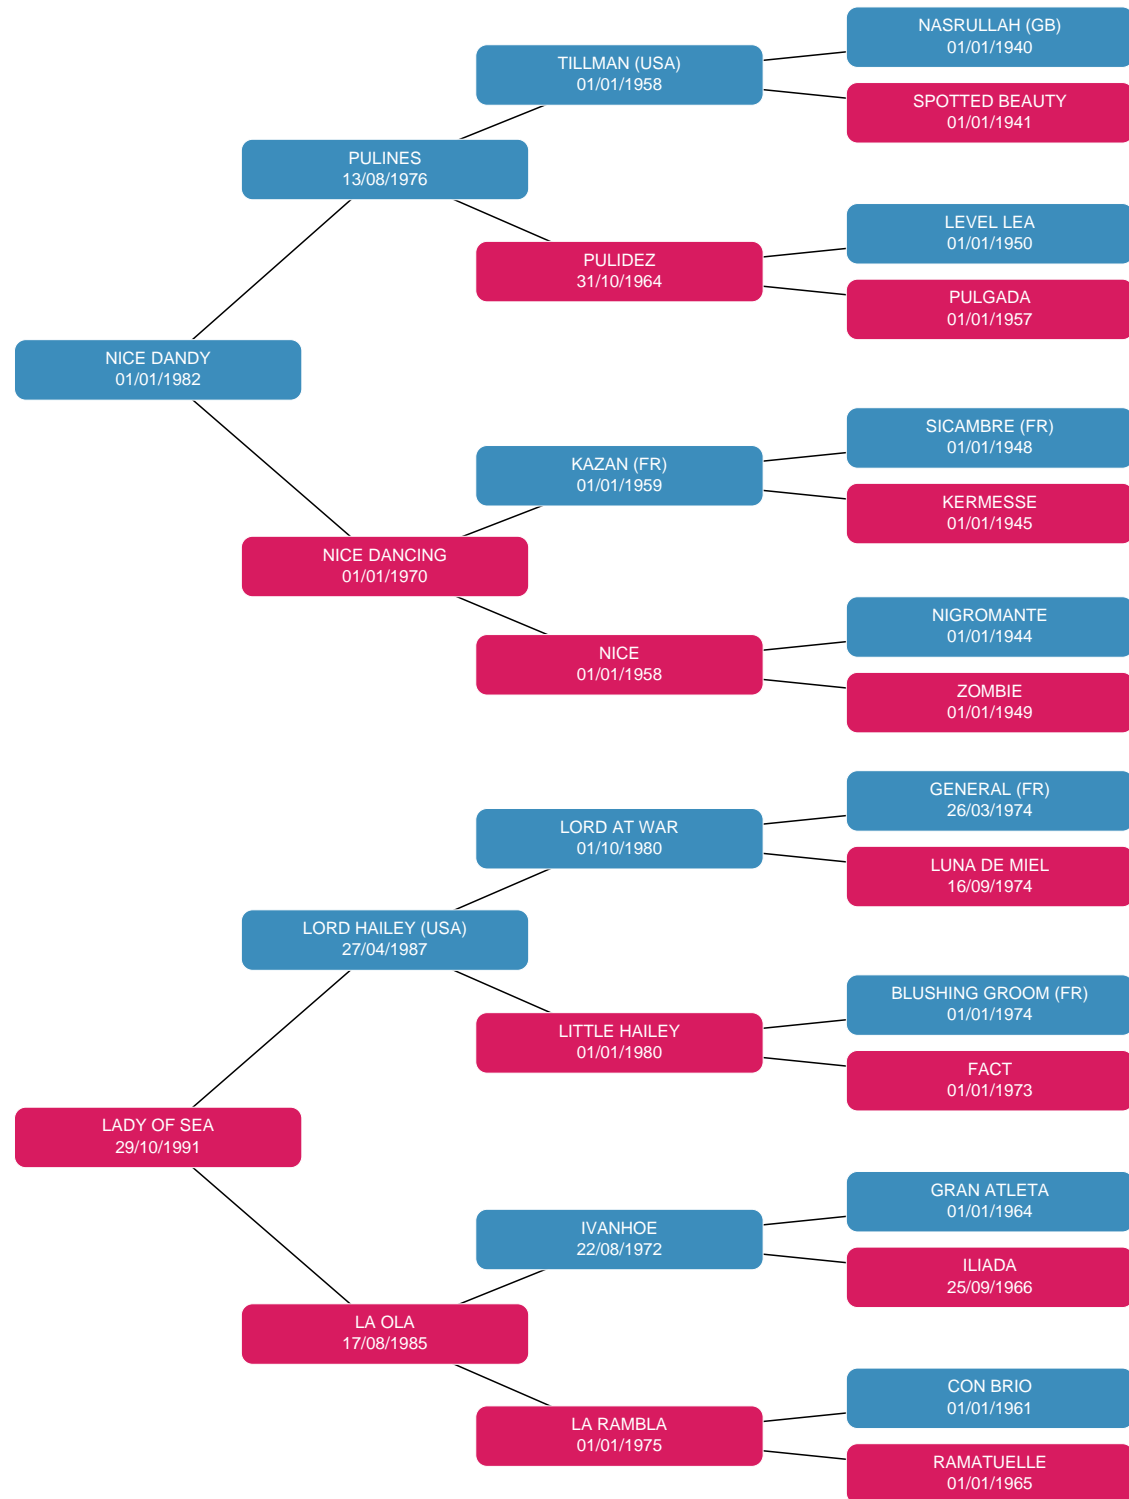 NASRULLAH (GB)
01/01/1940
TILLMAN (USA)
01/01/1958
SPOTTED BEAUTY
01/01/1941
PULINES
13/08/1976
LEVEL LEA
01/01/1950
PULIDEZ
31/10/1964
PULGADA
01/01/1957
NICE DANDY
01/01/1982
SICAMBRE (FR)
01/01/1948
KAZAN (FR)
01/01/1959
KERMESSE
01/01/1945
NICE DANCING
01/01/1970
NIGROMANTE
01/01/1944
NICE
01/01/1958
ZOMBIE
01/01/1949
GENERAL (FR)
26/03/1974
LORD AT WAR
01/10/1980
LUNA DE MIEL
16/09/1974
LORD HAILEY (USA)
27/04/1987
BLUSHING GROOM (FR)
01/01/1974
LITTLE HAILEY
01/01/1980
FACT
01/01/1973
LADY OF SEA
29/10/1991
GRAN ATLETA
01/01/1964
IVANHOE
22/08/1972
ILIADA
25/09/1966
LA OLA
17/08/1985
CON BRIO
01/01/1961
LA RAMBLA
01/01/1975
RAMATUELLE
01/01/1965